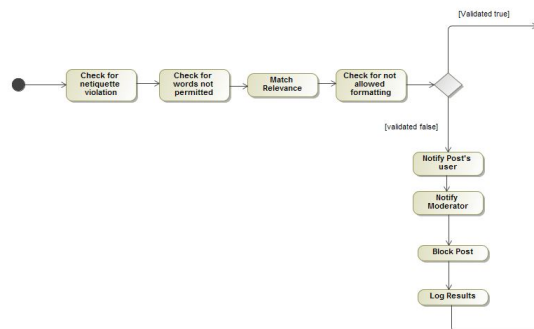 [Validated true]
Check for
netiquette
violation
Check for
words not
permitted
Match
Relevance
Check for not
allowed
formatting
[validated false]
Notify Post's
user
Notify
Moderator
Block Post
Log Results